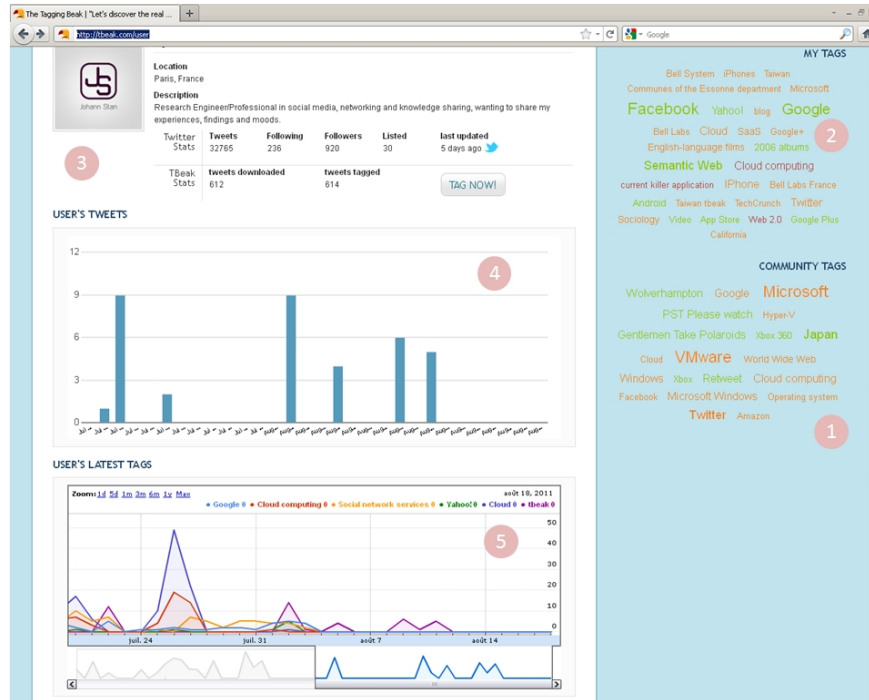 The Tagging Beak | "Let's discover the real ...
http://tbeak.com/user
Google
Johann Stan
Location
Paris, France
Description
Research Engineer/Professional in social media, networking and knowledge sharing, wanting to share my
experiences, findings and moods.
Twitter Stats
Tweets Following Followers Listed last updated
32765 236 920 30 5 days ago
TBeak Stats
tweets downloaded tweets tagged
612 614
TAG NOW!
3
USER'S TWEETS
12
9
6
3
0
4
USER'S LATEST TAGS
Zoom: 1d 5d 1m 3m 6m 1y Max
août 18, 2011
Google 0 Cloud computing 0 Social network services 0 Yahoo! 0 Cloud 0 tbeak 0
50
40
30
20
10
0
5
juil. 24 juil. 31 août 7 août 14
MY TAGS
Bell System iPhones Taiwan
Communes of the Essonne department Microsoft
Facebook Yahoo! blog Google
Bell Labs Cloud SaaS Google+
2
English-language films 2006 albums
Semantic Web Cloud computing
current killer application IPhone Bell Labs France
Android Taiwan tbeak TechCrunch Twitter
Sociology Video App Store Web 2.0 Google Plus
California
COMMUNITY TAGS
Wolverhampton Google Microsoft
PST Please watch Hyper-V
Gentlemen Take Polaroids Xbox 360 Japan
Cloud VMware World Wide Web
Windows Xbox Retweet Cloud computing
Facebook Microsoft Windows Operating system
Twitter Amazon
1